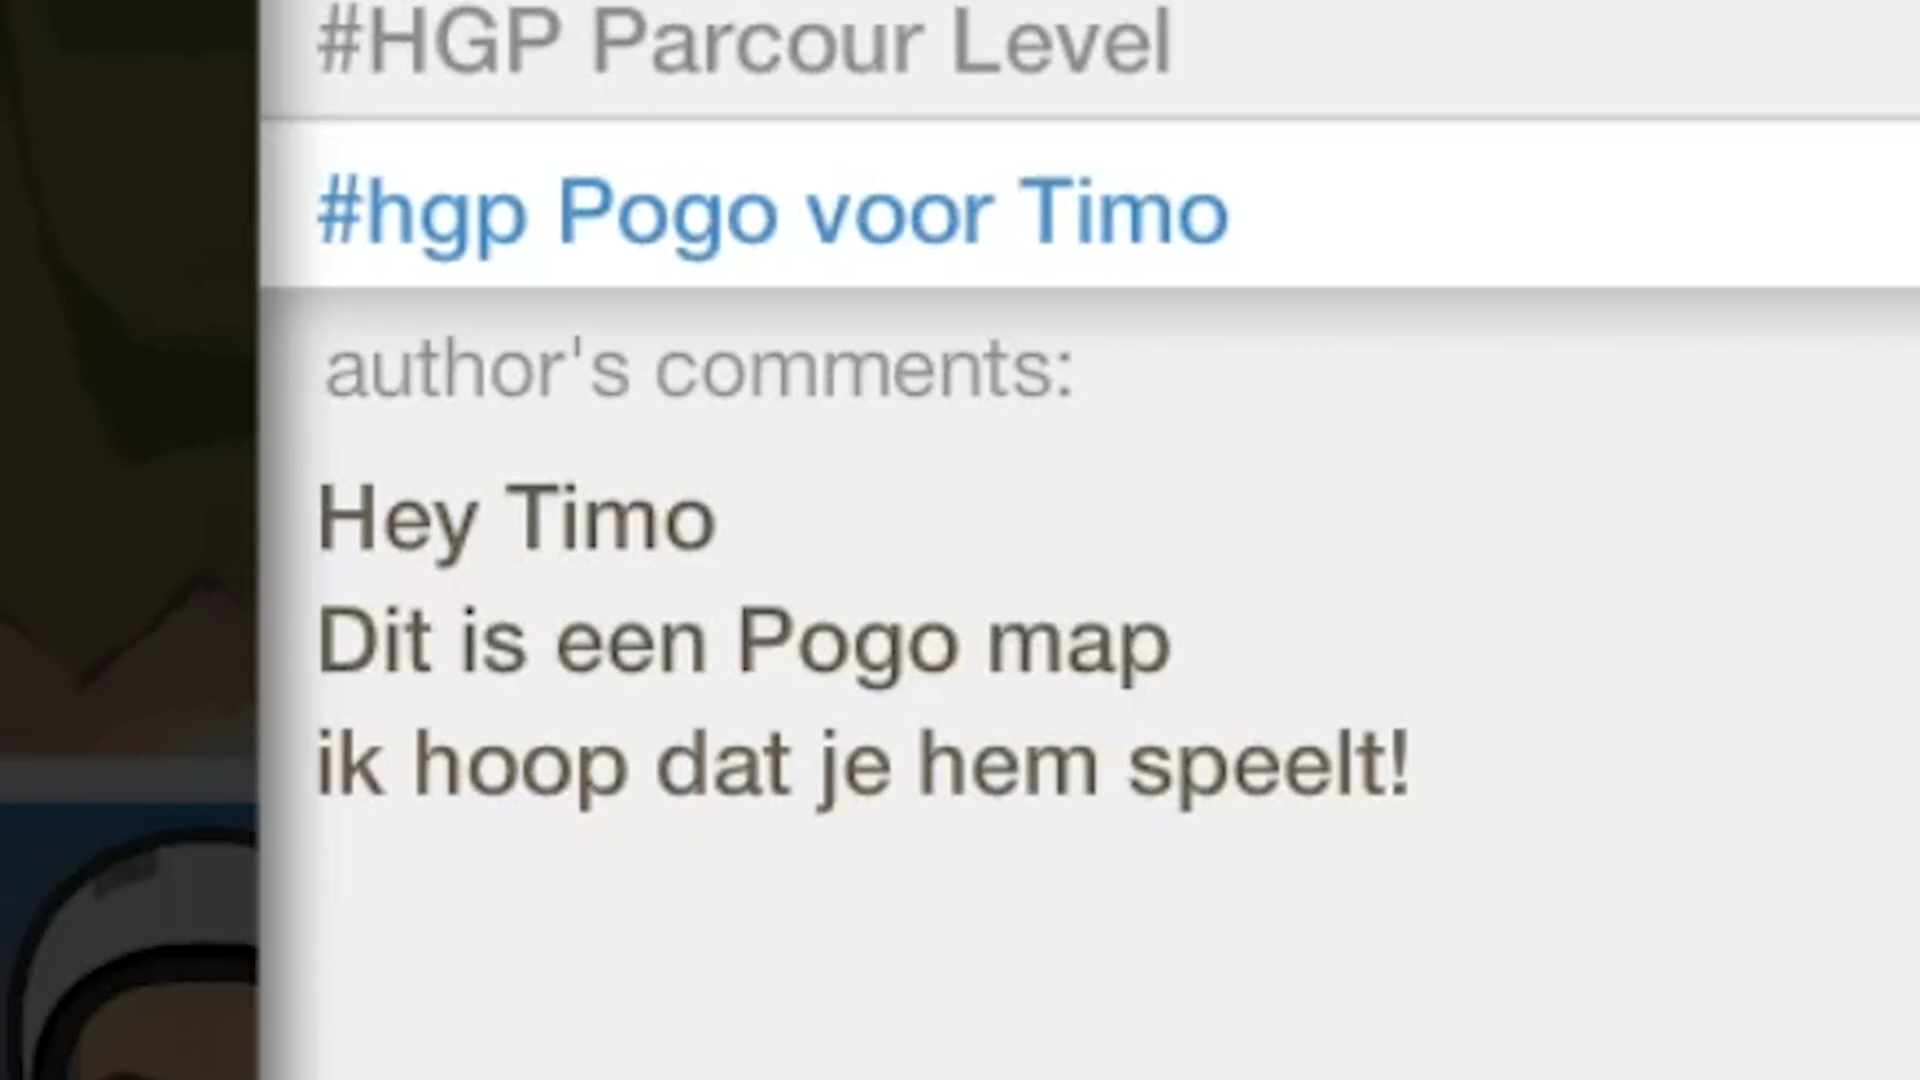 #HGP Parcour Level
#hgp Pogo voor Timo
author's comments:
Hey Timo
Dit is een Pogo map
ik hoop dat je hem speelt!